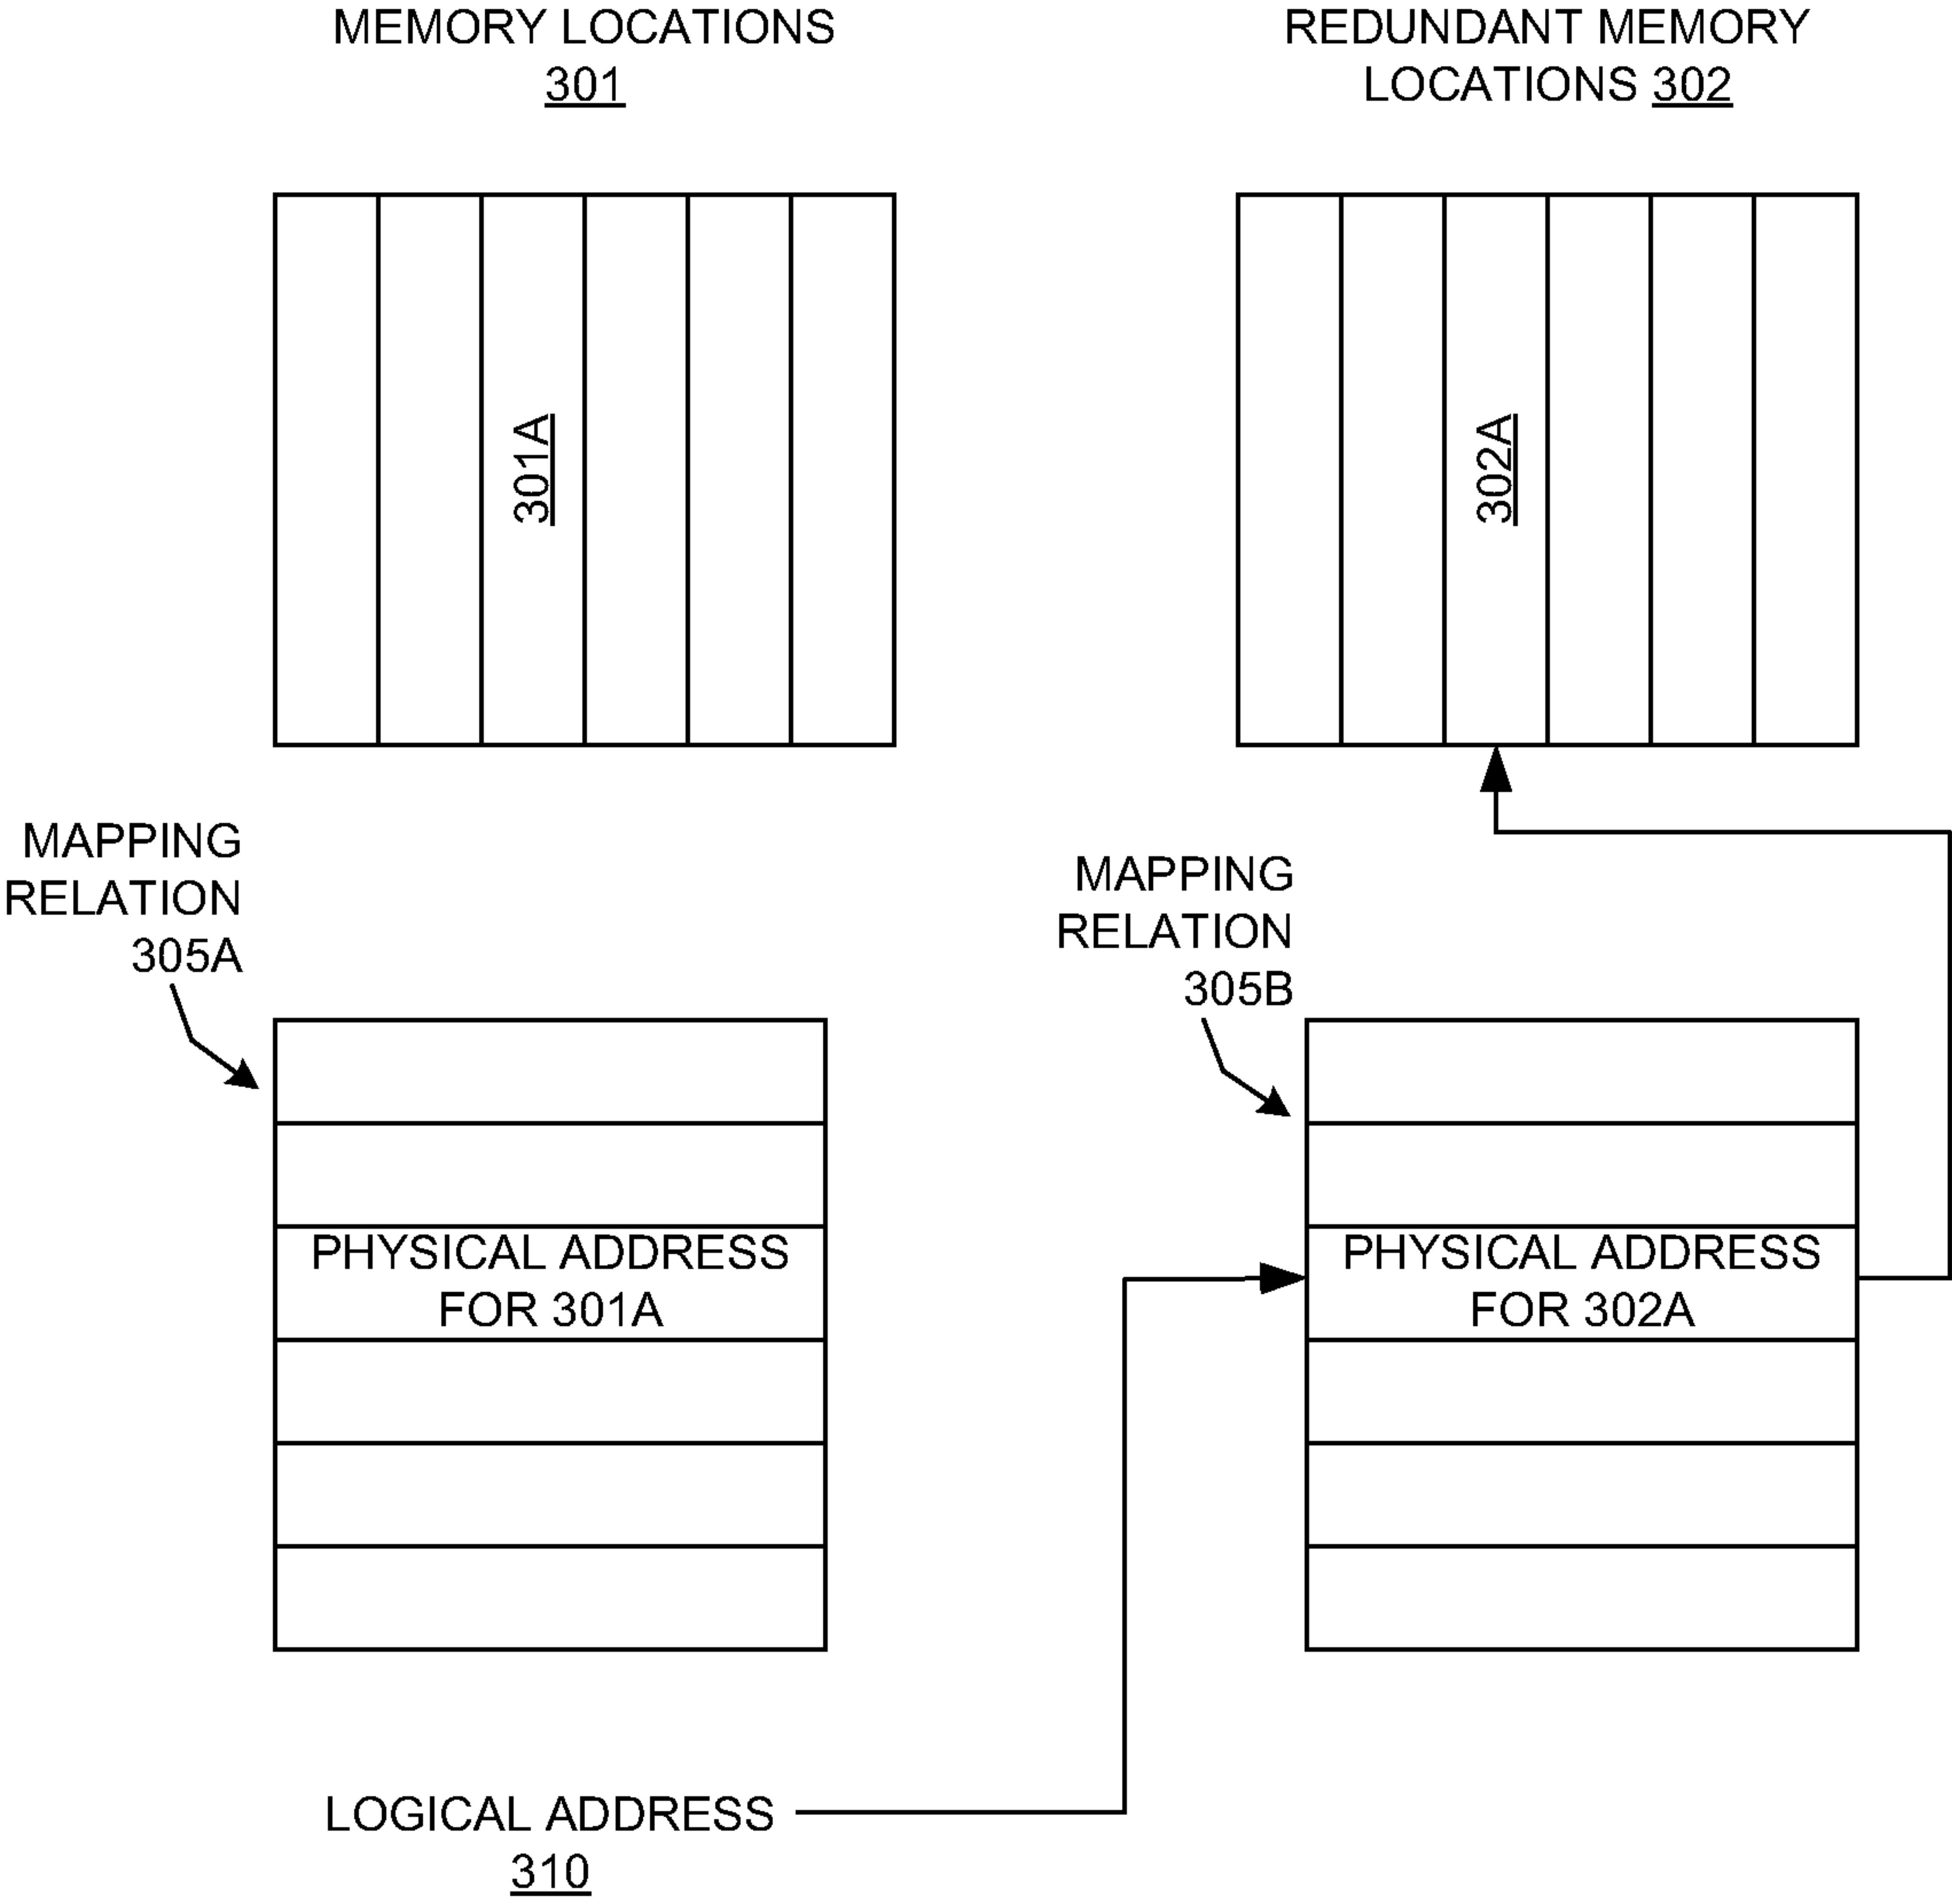 MEMORY LOCATIONS
301
REDUNDANT MEMORY
LOCATIONS 302
301A
302A
MAPPING
RELATION
305A
MAPPING
RELATION
305B
PHYSICAL ADDRESS
FOR 301A
PHYSICAL ADDRESS
FOR 302A
LOGICAL ADDRESS
310